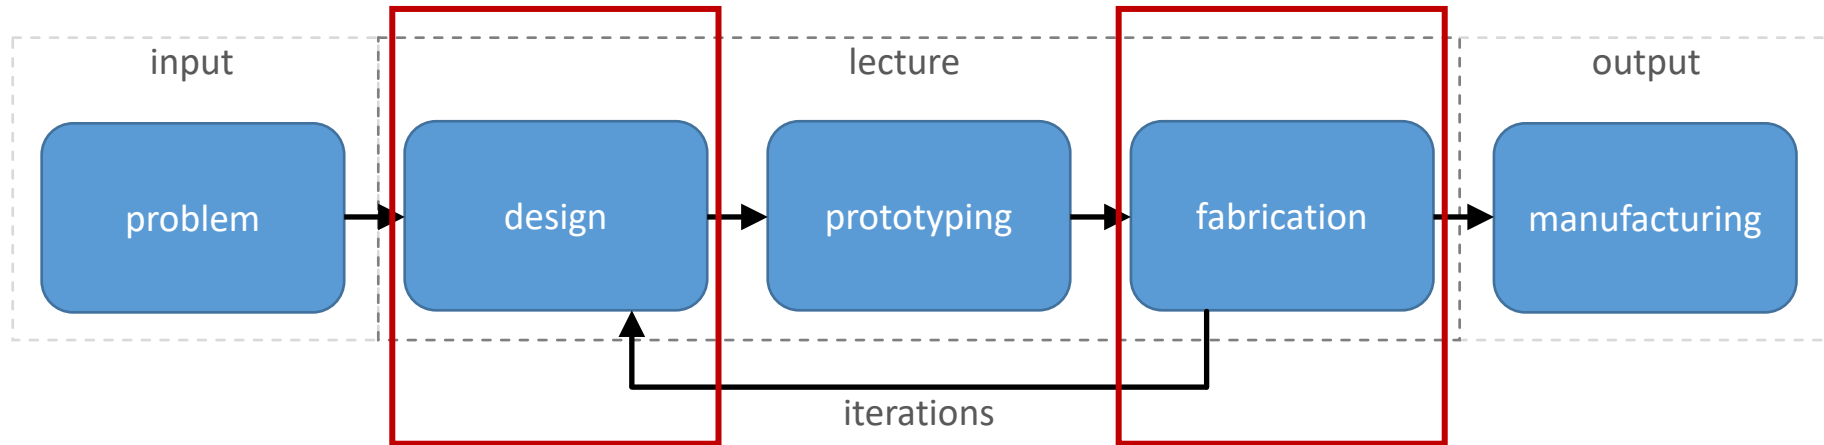 input
lecture
output
problem
design
prototyping
fabrication
manufacturing
iterations